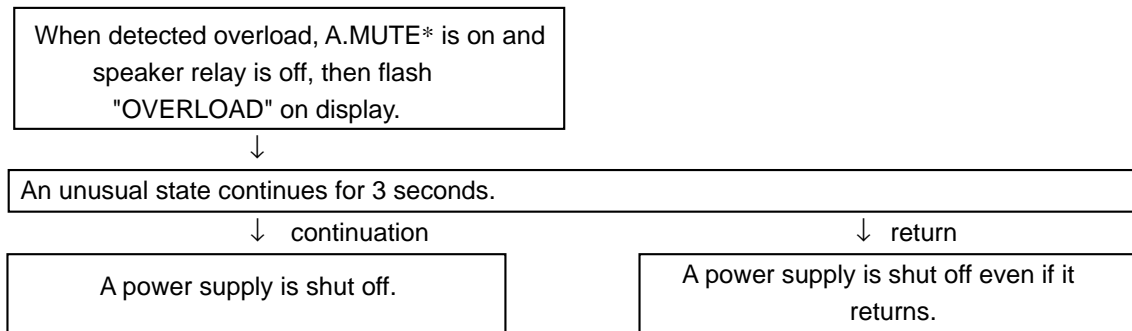 When detected overload, A.MUTE* is on and
speaker relay is off, then flash
"OVERLOAD" on display.
↓
An unusual state continues for 3 seconds.
↓ continuation
↓ return
A power supply is shut off.
A power supply is shut off even if it
returns.